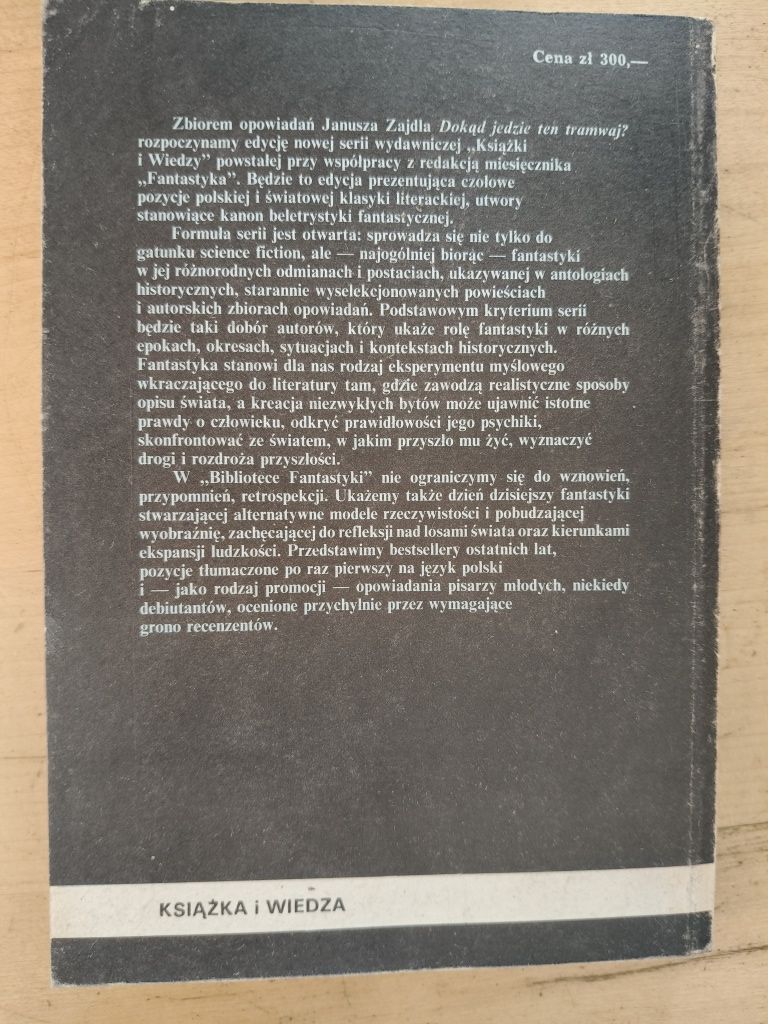 Cena zł 300,—
Zbiorem opowiadań Janusza Zajdla Dokąd jedzie ten tramwaj?
rozpoczynamy edycję nowej serii wydawniczej „Książki
i Wiedzy” powstałej przy współpracy z redakcją miesięcznika
„Fantastyka”. Będzie to edycja prezentująca czołowe
pozycje polskiej i światowej klasyki literackiej, utwory
stanowiące kanon beletrystyki fantastycznej.
Formuła serii jest otwarta: sprowadza się nie tylko do
gatunku science fiction, ale — najogólniej biorąc — fantastyki
w jej różnorodnych odmianach i postaciach, ukazywanej w antologiach
historycznych, starannie wyselekcjonowanych powieściach
i autorskich zbiorach opowiadań. Podstawowym kryterium serii
będzie taki dobór autorów, który ukaże rolę fantastyki w różnych
epokach, okresach, sytuacjach i kontekstach historycznych.
Fantastyka stanowi dla nas rodzaj eksperymentu myślowego
wkraczającego do literatury tam, gdzie zawodzą realistyczne sposoby
opisu świata, a kreacja niezwykłych bytów może ujawnić istotne
prawdy o człowieku, odkryć prawidłowości jego psychiki,
skonfrontować ze światem, w jakim przyszło mu żyć, wyznaczyć
drogi i rozdroża przyszłości.
W „Bibliotece Fantastyki” nie ograniczymy się do wznowień,
przypomnień, retrospekcji. Ukażemy także dzień dzisiejszy fantastyki
stwarzającej alternatywne modele rzeczywistości i pobudzającej
wyobraźnię, zachęcającej do refleksji nad losami świata oraz kierunkami
ekspansji ludzkości. Przedstawimy bestsellery ostatnich lat,
pozycje tłumaczone po raz pierwszy na język polski
i — jako rodzaj promocji — opowiadania pisarzy młodych, niekiedy
debiutantów, ocenione przychylnie przez wymagające
grono recenzentów.
KSIĄŻKA i WIEDZA